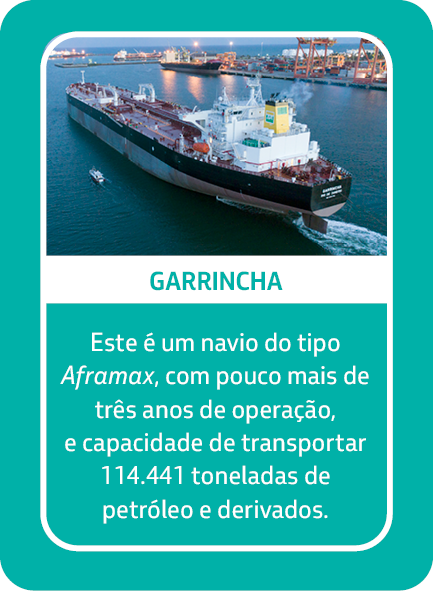 GARRINCHA
GARRINCHA
Este é um navio do tipo
Aframax, com pouco mais de
três anos de operação,
e capacidade de transportar
114.441 toneladas de
petróleo e derivados.